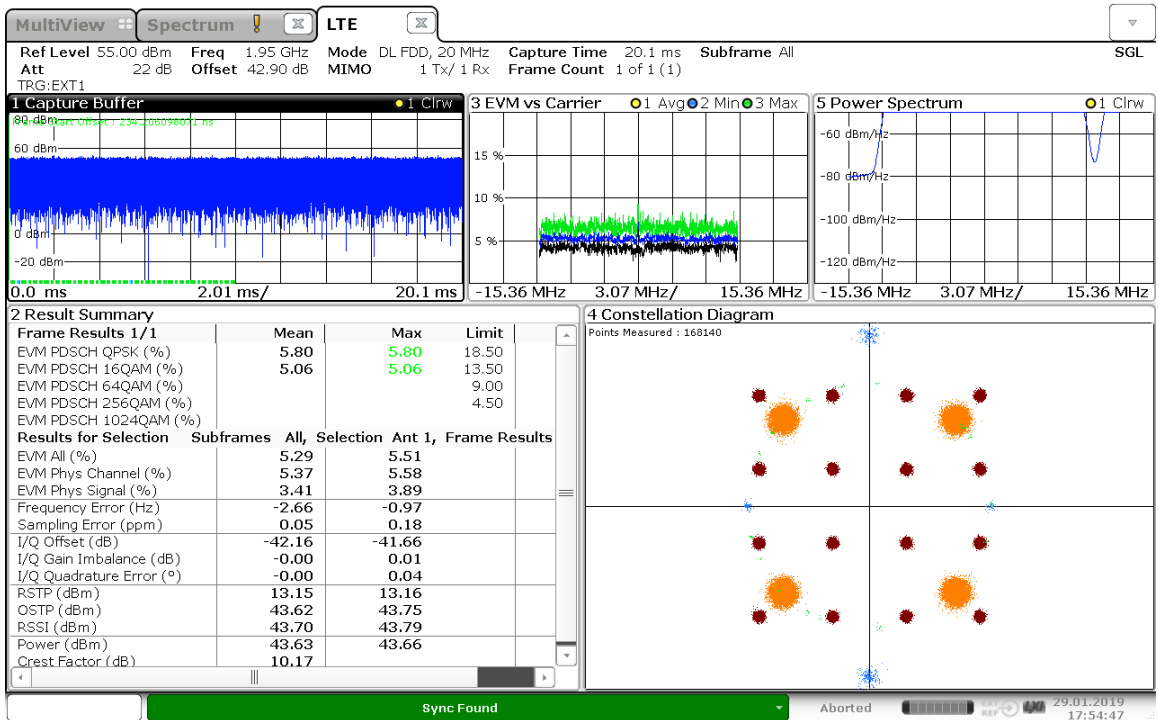 MultiView Spectrum ! X LTE X
Ref Level 55.00 dBm Freq 1.95 GHz Mode DL FDD, 20 MHz Capture Time 20.1 ms Subframe All SGL
Att 22 dB Offset 42.90 dB MIMO 1 Tx/ 1 Rx Frame Count 1 of 1 (1)
TRG:EXT1
1 Capture Buffer 1 Clrw
80 dBm
Frame Start Offset : 234.206098071 ns
60 dBm
0 dBm
-20 dBm
0.0 ms 2.01 ms/ 20.1 ms
3 EVM vs Carrier 1 Avg 2 Min 3 Max
15 %
10 %
5 %
-15.36 MHz 3.07 MHz/ 15.36 MHz
5 Power Spectrum 1 Clrw
-60 dBm/Hz
-80 dBm/Hz
-100 dBm/Hz
-120 dBm/Hz
-15.36 MHz 3.07 MHz/ 15.36 MHz
2 Result Summary
Frame Results 1/1 Mean Max Limit
EVM PDSCH QPSK (%) 5.80 5.80 18.50
EVM PDSCH 16QAM (%) 5.06 5.06 13.50
EVM PDSCH 64QAM (%) 9.00
EVM PDSCH 256QAM (%) 4.50
EVM PDSCH 1024QAM (%)
Results for Selection Subframes All, Selection Ant 1, Frame Results
EVM All (%) 5.29 5.51
EVM Phys Channel (%) 5.37 5.58
EVM Phys Signal (%) 3.41 3.89
Frequency Error (Hz) -2.66 -0.97
Sampling Error (ppm) 0.05 0.18
I/Q Offset (dB) -42.16 -41.66
I/Q Gain Imbalance (dB) -0.00 0.01
I/Q Quadrature Error (°) -0.00 0.04
RSTP (dBm) 13.15 13.16
OSTP (dBm) 43.62 43.75
RSSI (dBm) 43.70 43.79
Power (dBm) 43.63 43.66
Crest Factor (dB) 10.17
4 Constellation Diagram
Points Measured : 168140
Sync Found
Aborted
EXT
REF
LXI
29.01.2019
17:54:47